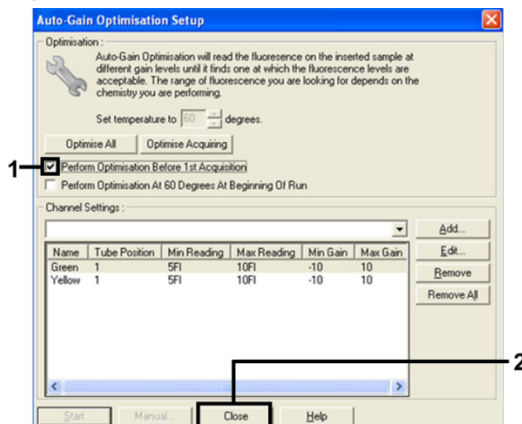 Auto-Gain Optimisation Setup
Optimisation :
Auto-Gain Optimisation will read the fluoresence on the inserted sample at
different gain levels until it finds one at which the fluorescence levels are
acceptable. The range of fluorescence you are looking for depends on the
chemistry you are performing.
Set temperature to 60 degrees.
Optimise All Optimise Acquiring
1
Perform Optimisation Before 1st Acquisition
Perform Optimisation At 60 Degrees At Beginning Of Run
Channel Settings :
Add...
Name Tube Position Min Reading Max Reading Min Gain Max Gain
Edit...
Green 1 5Fl 10Fl -10 10
Yellow 1 5Fl 10Fl -10 10
Remove
Remove All
2
Start Manual... Close Help